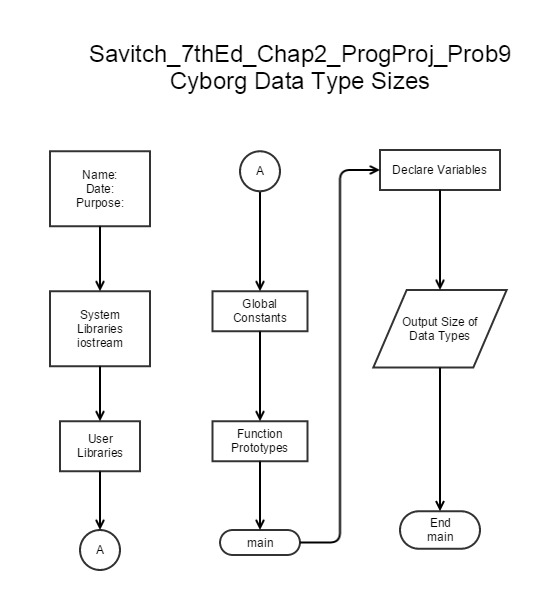 Savitch_7thEd_Chap2_ProgProj_Prob9
Cyborg Data Type Sizes
Name:
Date:
Purpose:
System
Libraries
iostream
User
Libraries
A
A
Global
Constants
Function
Prototypes
main
Declare Variables
Output Size of
Data Types
End
main